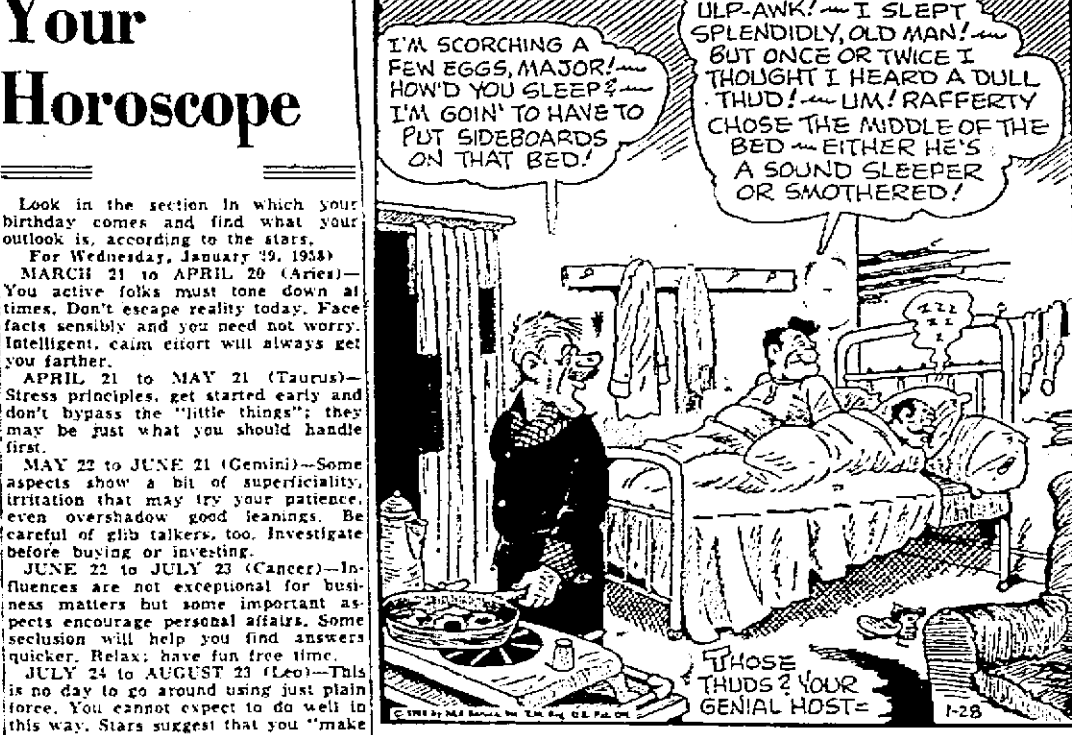 Your
Horoscope
Look in the section in which your
birthday comes and find what your
outlook is, according to the stars.
For Wednesday, January 29, 1958)
MARCH 21 to APRIL 20 (Aries)—
You active folks must tone down at
times. Don't escape reality today. Face
facts sensibly and you need not worry.
Intelligent, calm effort will always get
you farther.
APRIL 21 to MAY 21 (Taurus)—
Stress principles, get started early and
don't bypass the "little things"; they
may be just what you should handle
first.
MAY 22 to JUNE 21 (Gemini)—Some
aspects show a bit of superficiality,
irritation that may try your patience,
even overshadow good leanings. Be
careful of glib talkers, too. Investigate
before buying or investing.
JUNE 22 to JULY 23 (Cancer)—In-
fluences are not exceptional for busi-
ness matters but some important as-
pects encourage personal affairs. Some
seclusion will help you find answers
quicker. Relax; have fun free time.
JULY 24 to AUGUST 23 (Leo)—This
is no day to go around using just plain
force. You cannot expect to do well in
this way. Stars suggest that you "make
I'M SCORCHING A
FEW EGGS, MAJOR!~
HOW'D YOU SLEEP?~
I'M GOIN' TO HAVE TO
PUT SIDEBOARDS
ON THAT BED!
ULP-AWK!~I SLEPT
SPLENDIDLY, OLD MAN!~
BUT ONCE OR TWICE I
THOUGHT I HEARD A DULL
THUD!~UM! RAFFERTY
CHOSE THE MIDDLE OF THE
BED~EITHER HE'S
A SOUND SLEEPER
OR SMOTHERED!
ZZZ
ZZ
Z
THOSE
THUDS? YOUR
GENIAL HOST=
1-28